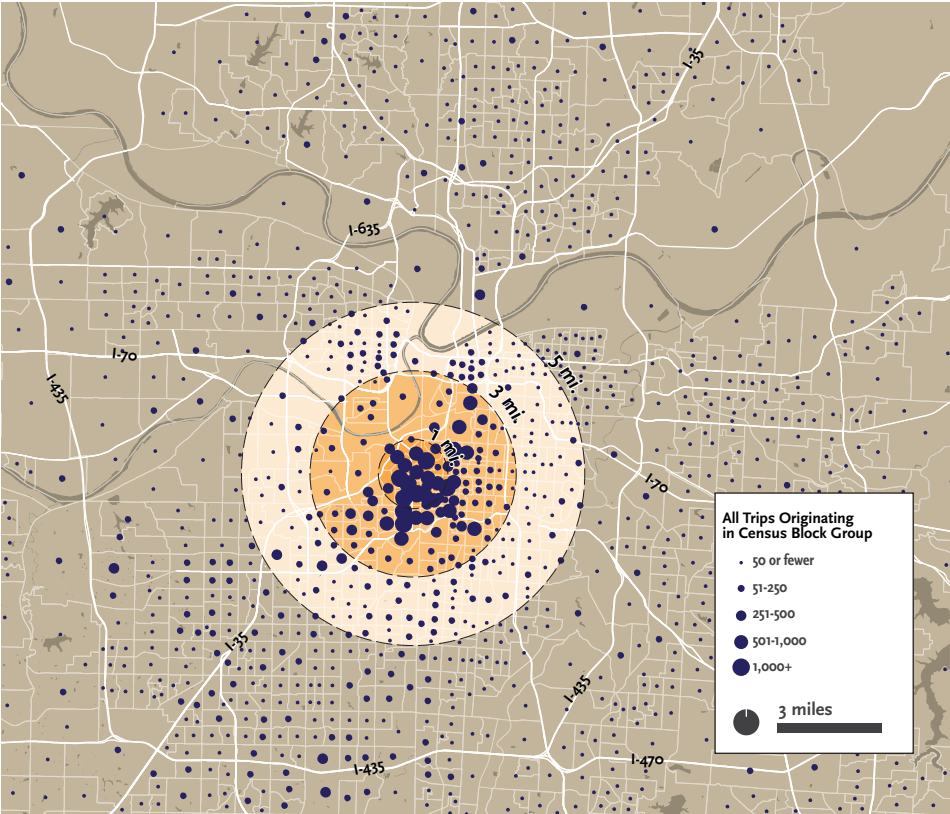 I-35
I-635
I-70
I-435
5 mi.
3 mi
1 mi.
I-70
All Trips Originating
in Census Block Group
50 or fewer
51-250
251-500
501-1,000
1,000+
3 miles
I-35
I-435
I-435
I-470